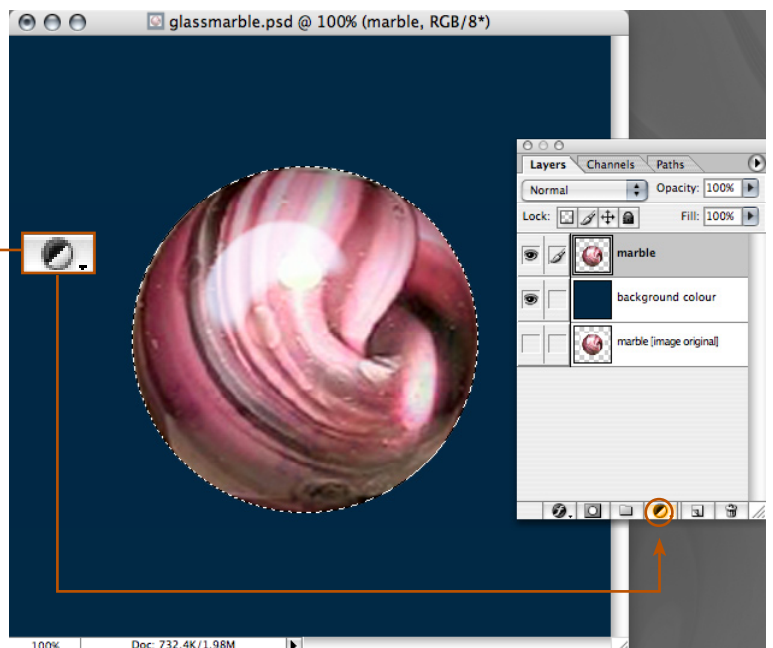 glassmarble.psd @ 100% (marble, RGB/8*)
Layers Channels Paths
Normal Opacity: 100%
Lock: Fill: 100%
marble
background colour
marble [image original]
100% Doc: 732.4K/1.98M